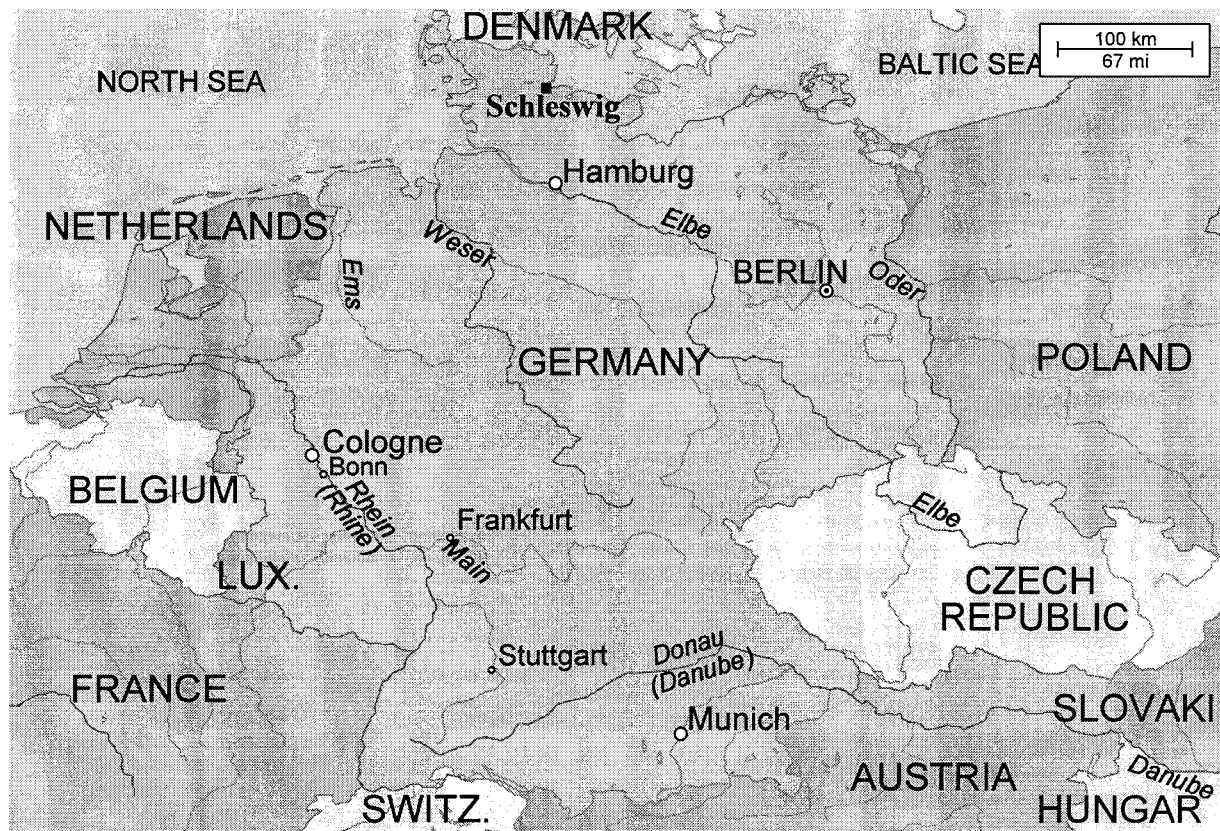 DENMARK
100 km
67 mi
NORTH SEA
BALTIC SEA
Schleswig
Hamburg
NETHERLANDS
Elbe
Weser
BERLIN
Oder
Ems
GERMANY
POLAND
Cologne
Bonn
BELGIUM
Rhein
(Rhine)
Frankfurt
Main
Elbe
LUX.
CZECH
REPUBLIC
Donau
(Danube)
Stuttgart
FRANCE
Munich
SLOVAKI
AUSTRIA
Danube
SWITZ.
HUNGAR